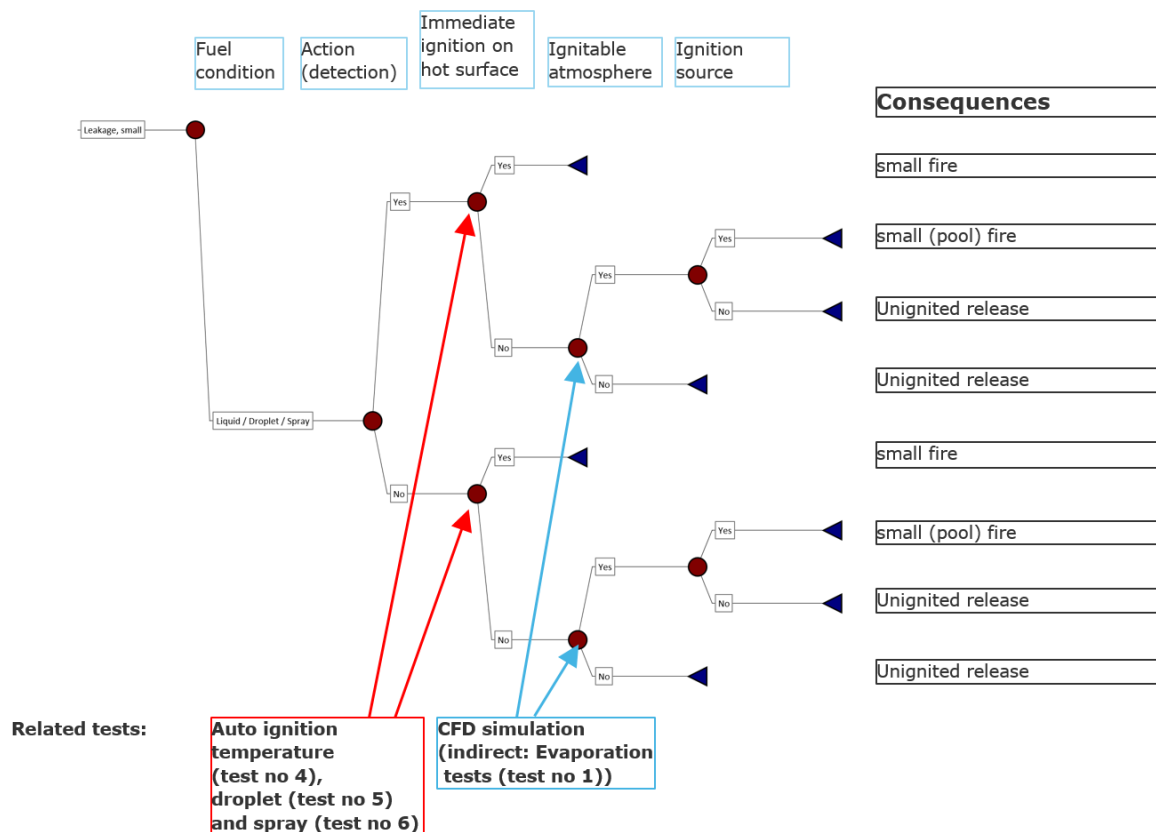 Fuel
condition
Action
(detection)
Immediate
ignition on
hot surface
Ignitable
atmosphere
Ignition
source
Consequences
Leakage, small
Yes
small fire
Yes
Yes
small (pool) fire
Yes
No
Unignited release
No
No
Unignited release
Liquid / Droplet / Spray
Yes
small fire
No
Yes
small (pool) fire
Yes
No
Unignited release
No
No
Unignited release
Related tests:
Auto ignition
temperature
(test no 4),
droplet (test no 5)
and spray (test no 6)
CFD simulation
(indirect: Evaporation
tests (test no 1))